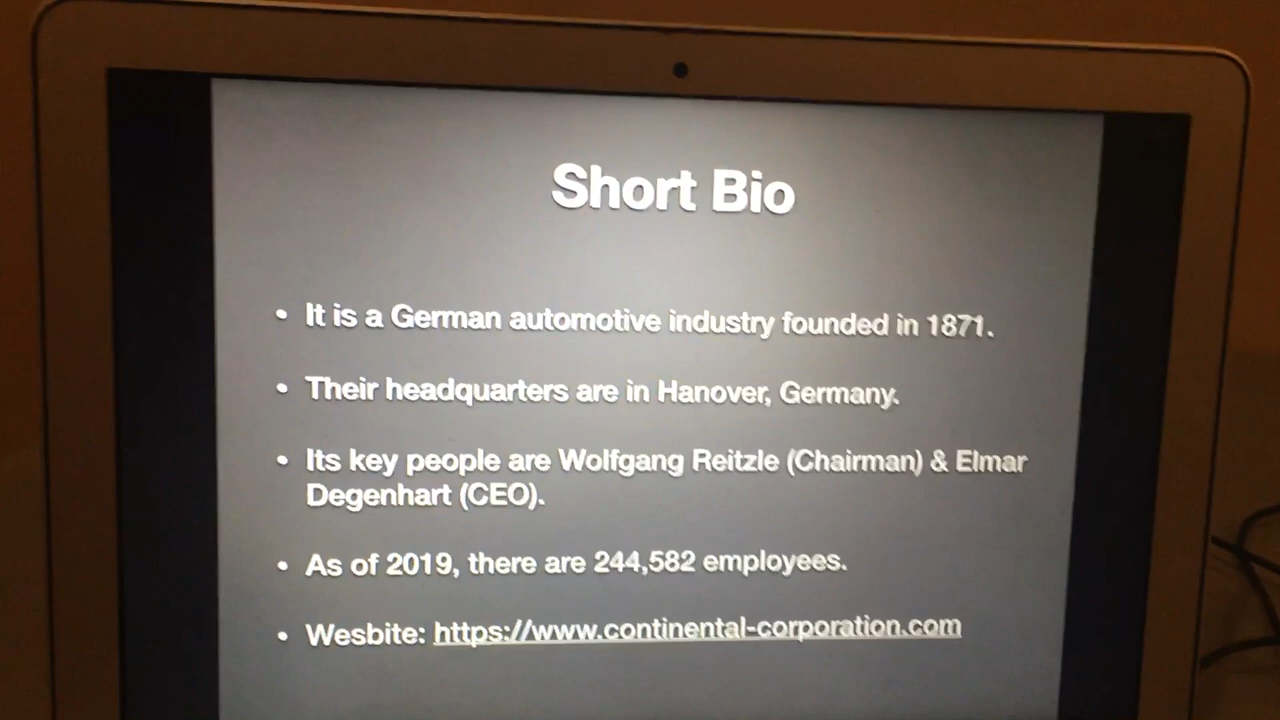 Short Bio
• It is a German automotive industry founded in 1871.
• Their headquarters are in Hanover, Germany.
• Its key people are Wolfgang Reitzle (Chairman) & Elmar
Degenhart (CEO).
• As of 2019, there are 244,582 employees.
• Wesbite: https://www.continental-corporation.com